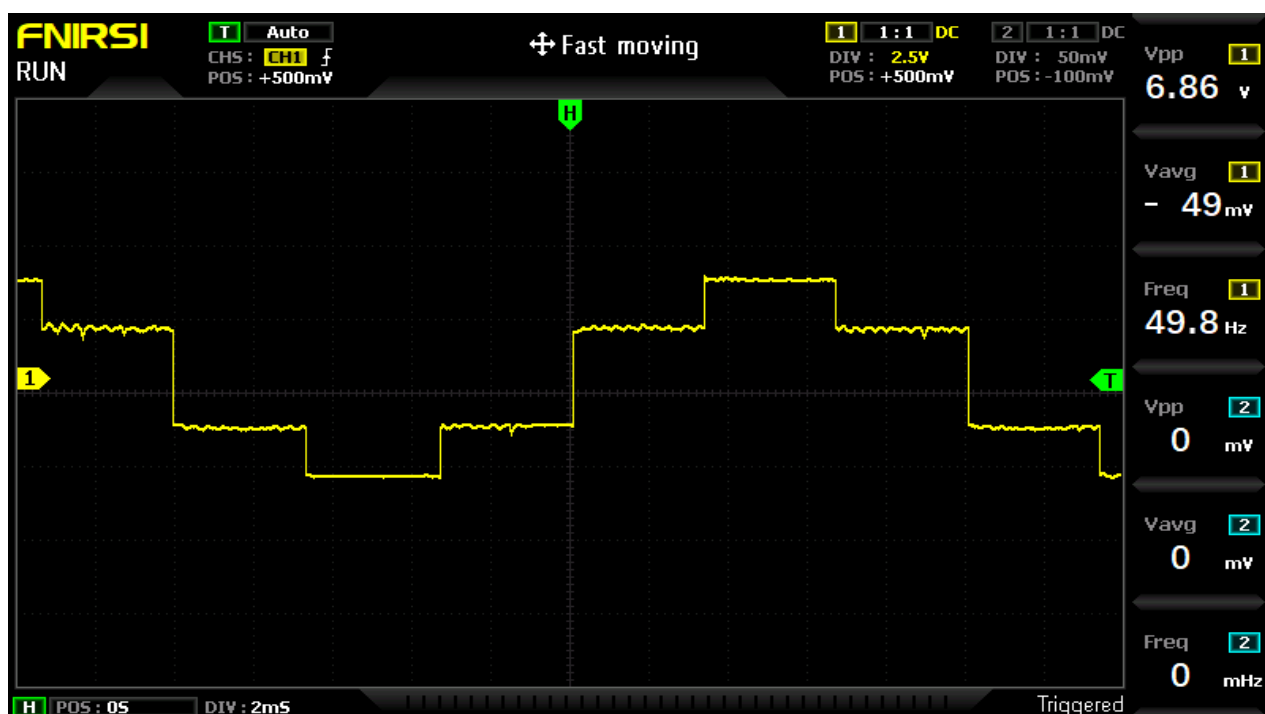 FNIRSI
RUN
T Auto
CHS: CH1
POS: +500mV
Fast moving
1 1:1 DC
DIV: 2.5V
POS: +500mV
2 1:1 DC
DIV: 50mV
POS: -100mV
H
1
T
Vpp 1
6.86 V
Vavg 1
- 49 mV
Freq 1
49.8 Hz
Vpp 2
0 mV
Vavg 2
0 mV
Freq 2
0 mHz
H POS: 0S DIV: 2mS Triggered